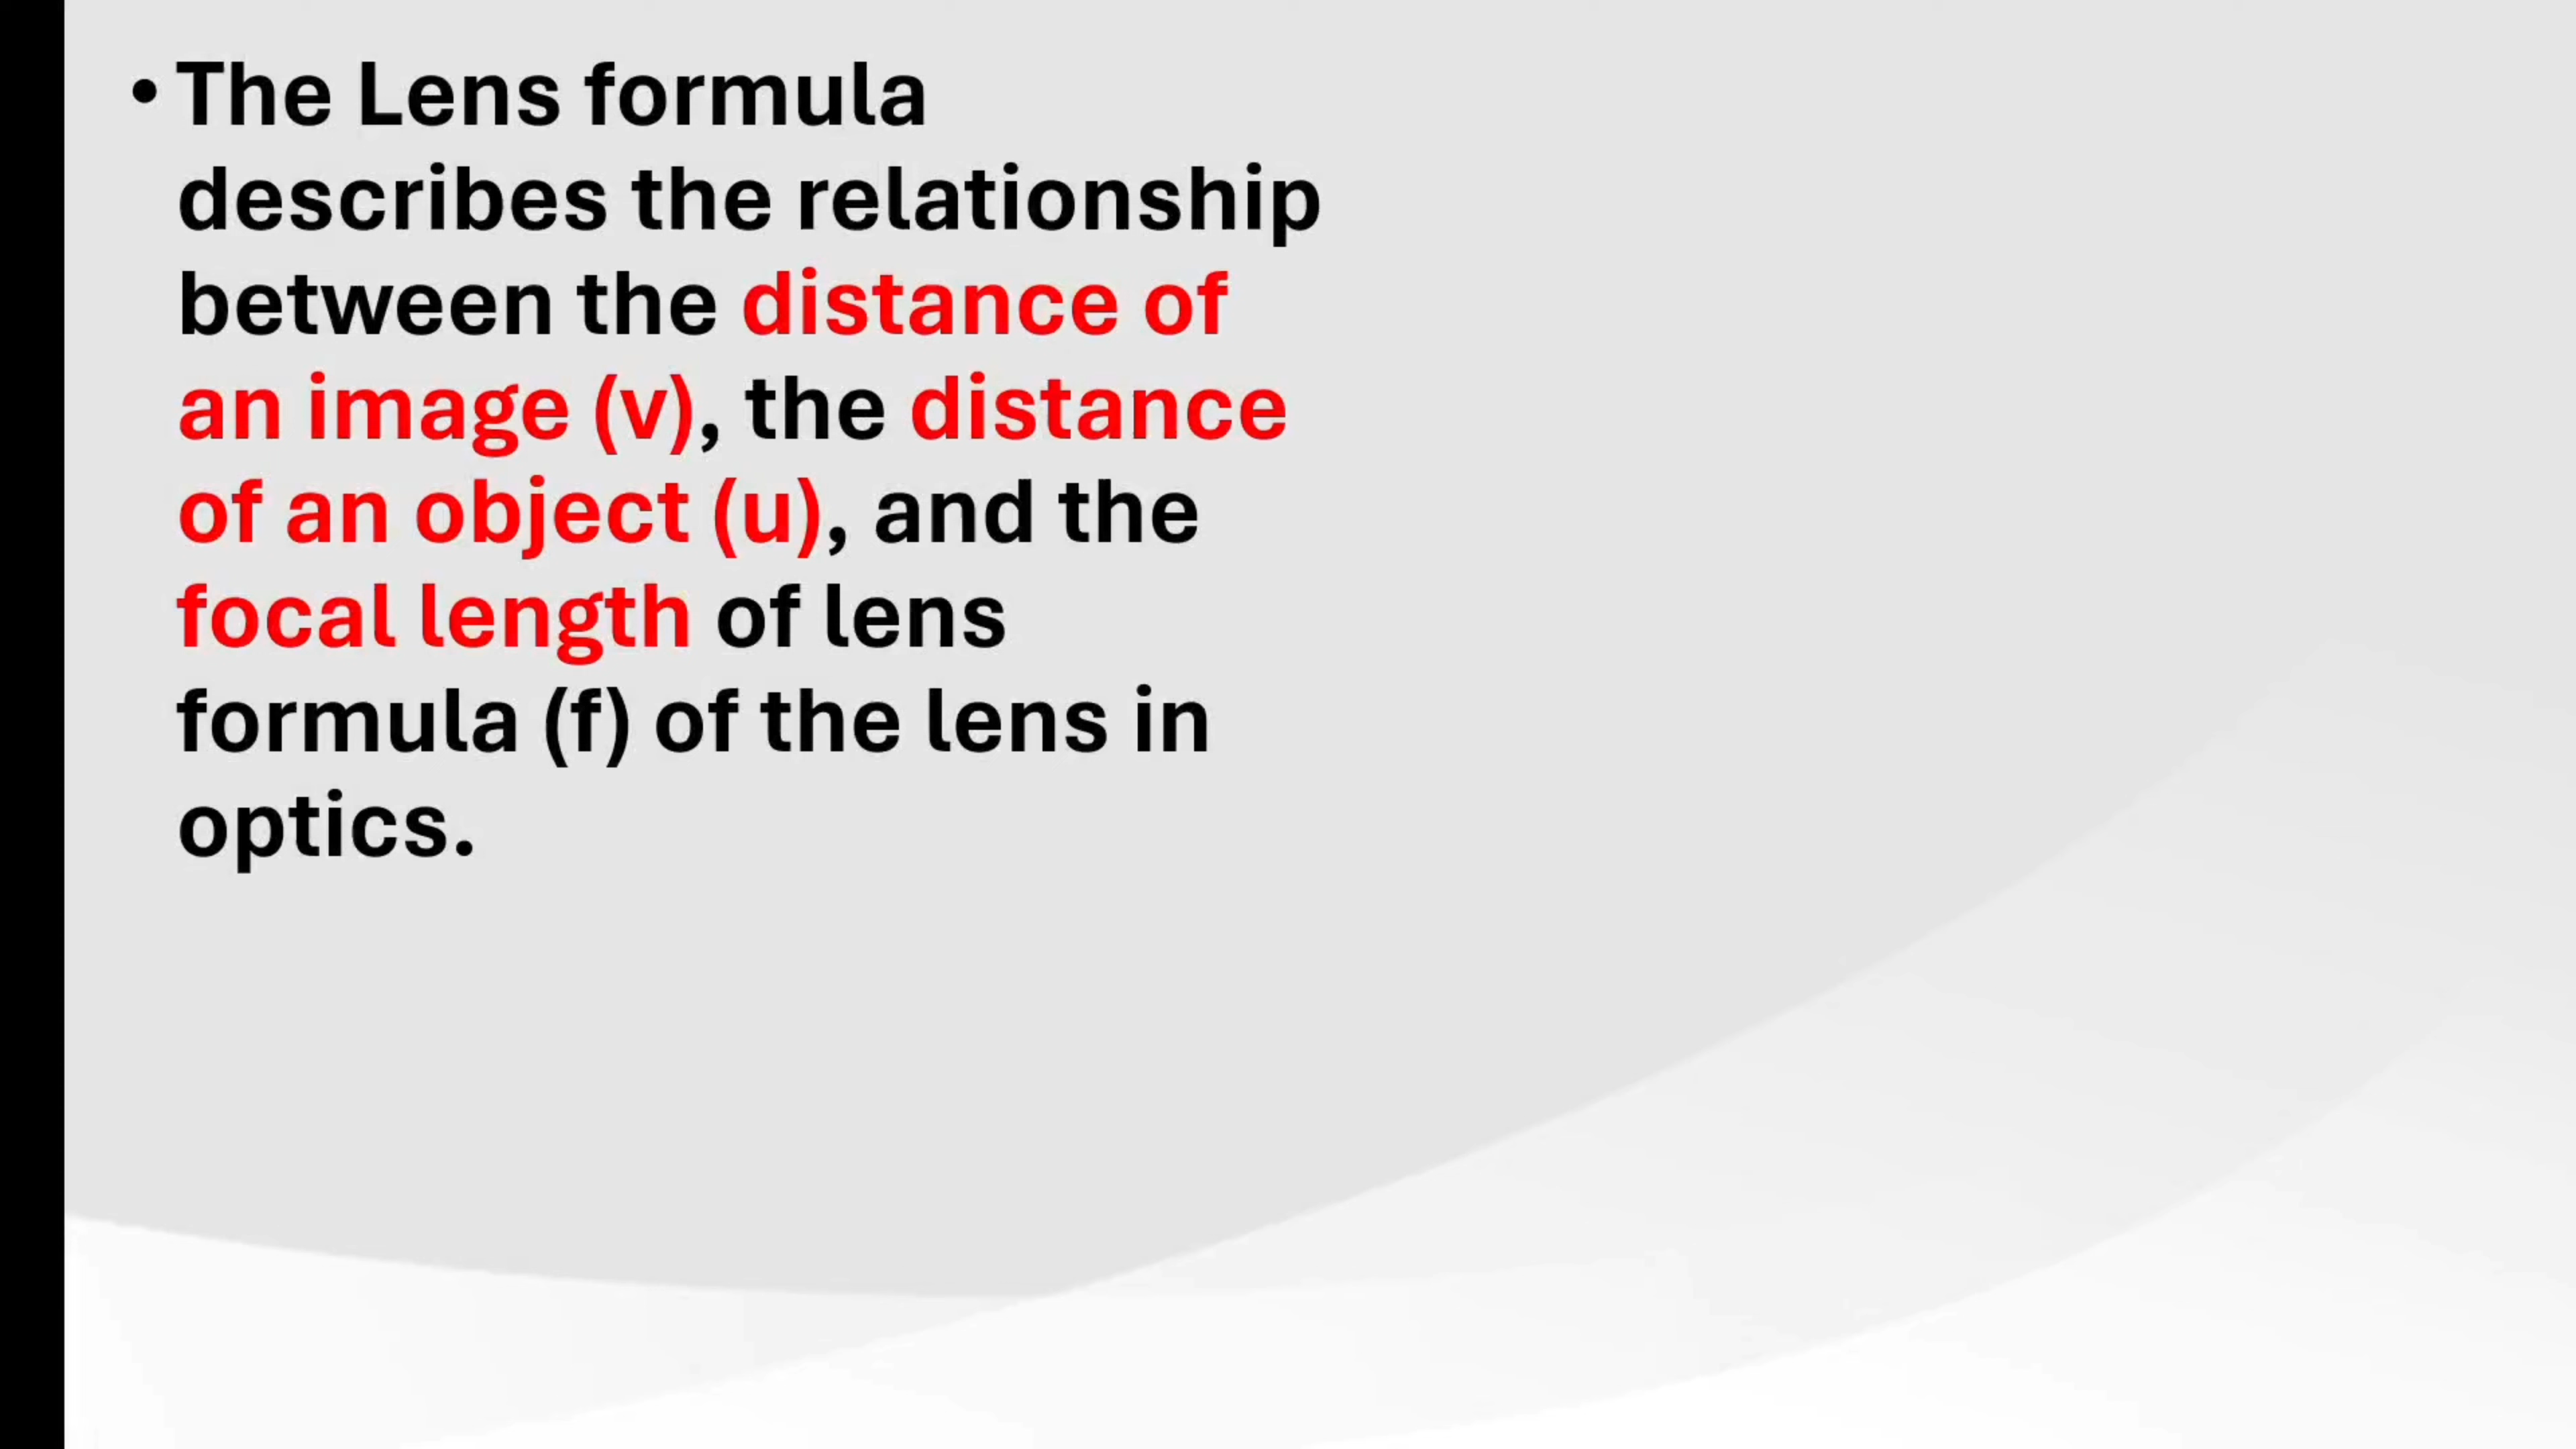 • The Lens formula
describes the relationship
between the distance of
an image (v), the distance
of an object (u), and the
focal length of lens
formula (f) of the lens in
optics.